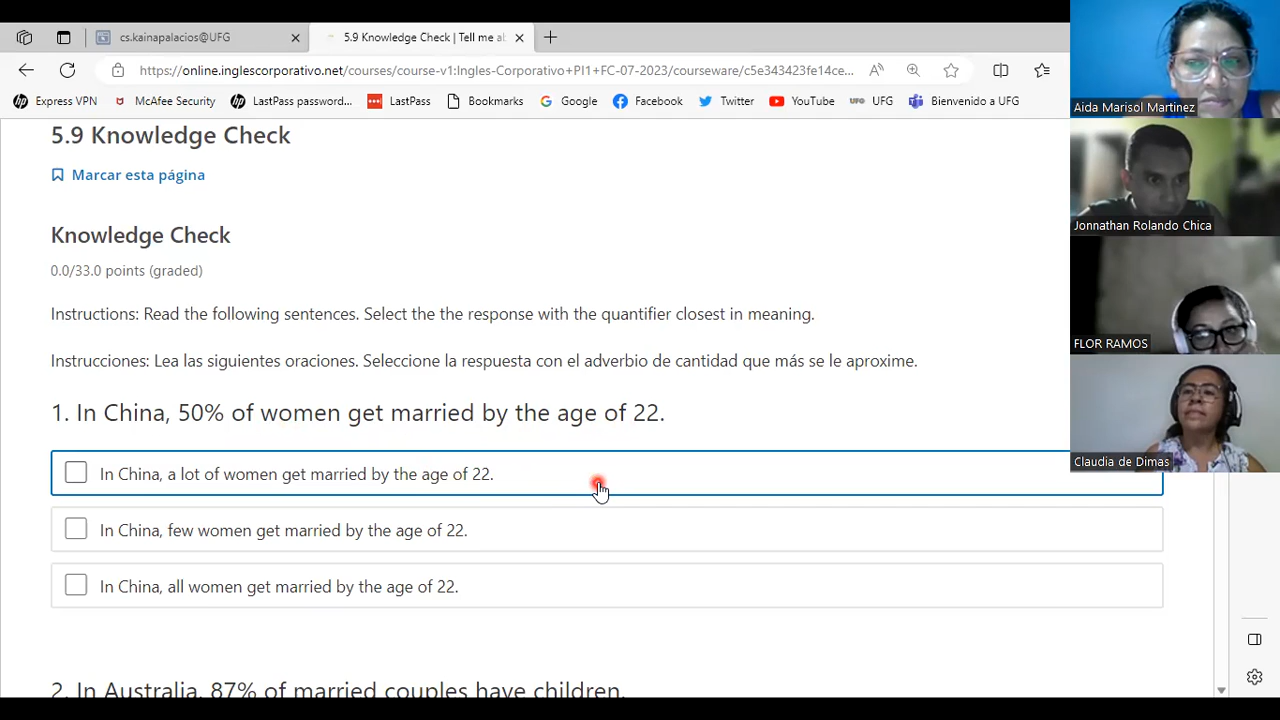 cs.kainapalacios@UFG
5.9 Knowledge Check | Tell me ab
https://online.inglescorporativo.net/courses/course-v1:Ingles-Corporativo+PI1+FC-07-2023/courseware/c5e343423fe14ce...
Express VPN McAfee Security LastPass password... LastPass Bookmarks Google Facebook Twitter YouTube UFG Bienvenido a UFG
5.9 Knowledge Check
Marcar esta página
Knowledge Check
0.0/33.0 points (graded)
Instructions: Read the following sentences. Select the the response with the quantifier closest in meaning.
Instrucciones: Lea las siguientes oraciones. Seleccione la respuesta con el adverbio de cantidad que más se le aproxime.
1. In China, 50% of women get married by the age of 22.
In China, a lot of women get married by the age of 22.
In China, few women get married by the age of 22.
In China, all women get married by the age of 22.
2. In Australia, 87% of married couples have children.
Aida Marisol Martinez
Jonnathan Rolando Chica
FLOR RAMOS
Claudia de Dimas